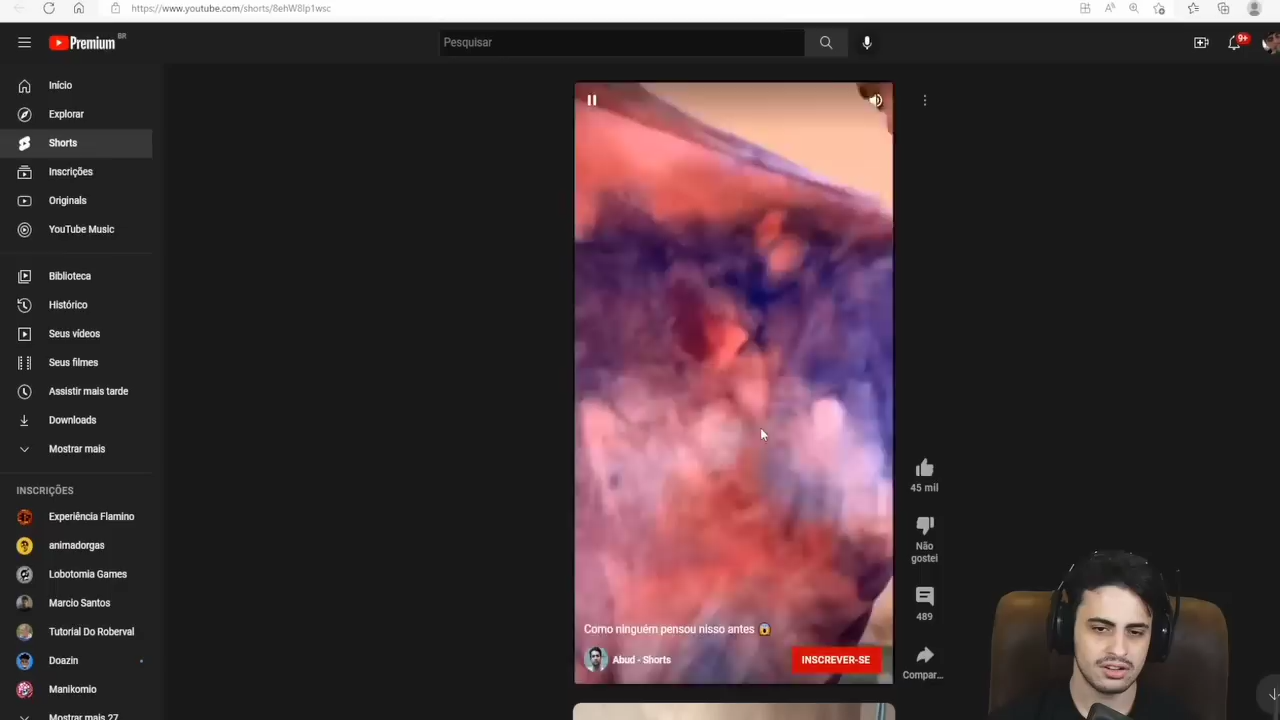 https://www.youtube.com/shorts/8ehW8lp1wsc
Premium BR
Pesquisar
9+
Início
Explorar
Shorts
Inscrições
Originals
YouTube Music
Biblioteca
Histórico
Seus vídeos
Seus filmes
Assistir mais tarde
Downloads
Mostrar mais
INSCRIÇÕES
Experiência Flamino
animadorgas
Lobotomia Games
Marcio Santos
Tutorial Do Roberval
Doazin
Manikomio
Mostrar mais 27
45 mil
Não
gostei
489
Compar...
Como ninguém pensou nisso antes
Abud - Shorts
INSCREVER-SE